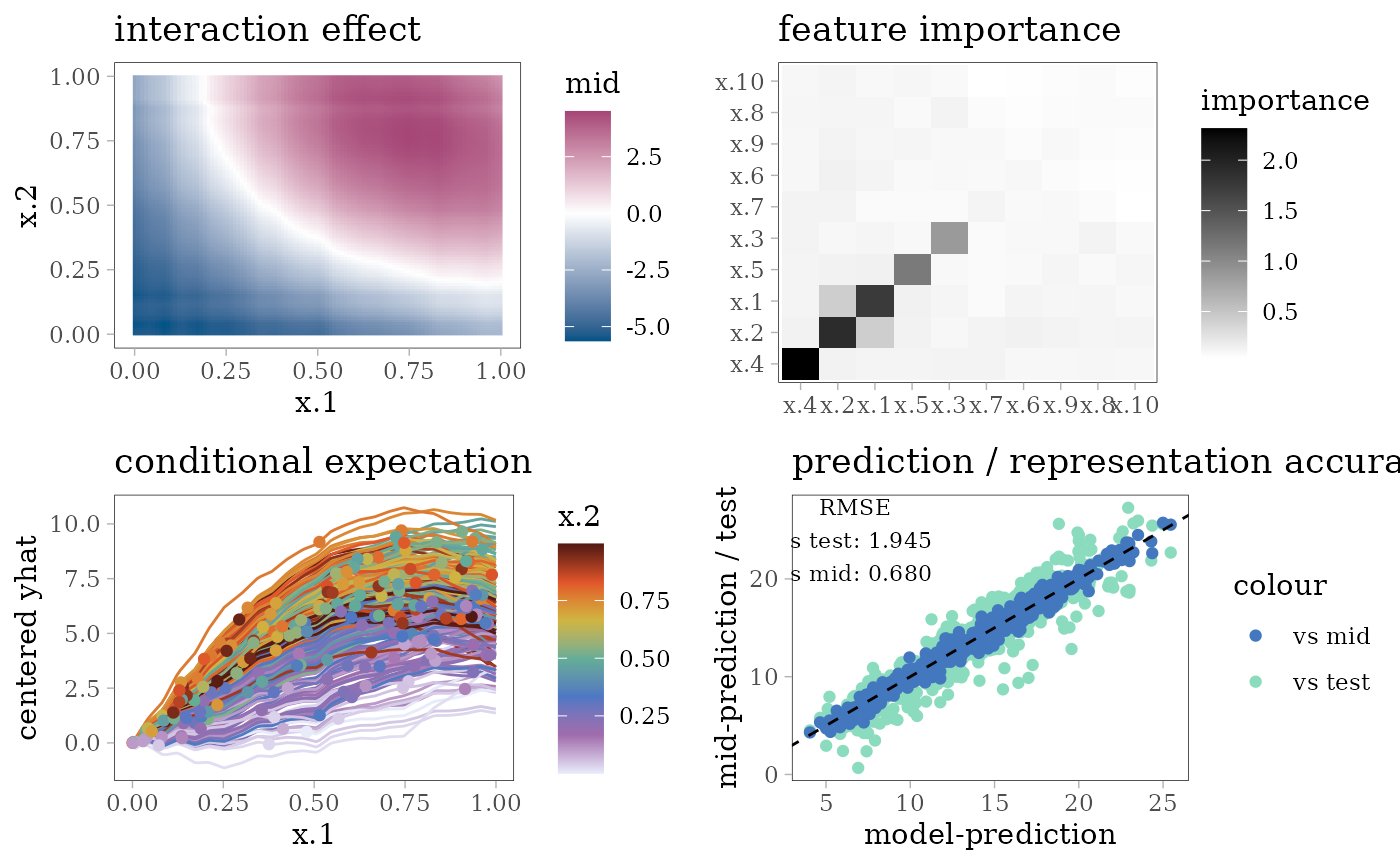 interaction effect
mid
2.5
0.0
-2.5
-5.0
x.2
1.00
0.75
0.50
0.25
0.00
0.00 0.25 0.50 0.75 1.00
x.1
feature importance
importance
2.0
1.5
1.0
0.5
x.10
x.8
x.9
x.6
x.7
x.3
x.5
x.1
x.2
x.4
x.4 x.2 x.1 x.5 x.3 x.7 x.6 x.9 x.8 x.10
conditional expectation
x.2
0.75
0.50
0.25
centered yhat
10.0
7.5
5.0
2.5
0.0
0.00 0.25 0.50 0.75 1.00
x.1
prediction / representation accura
RMSE
s test: 1.945
s mid: 0.680
mid-prediction / test
20
10
0
5 10 15 20 25
model-prediction
colour
vs mid
vs test